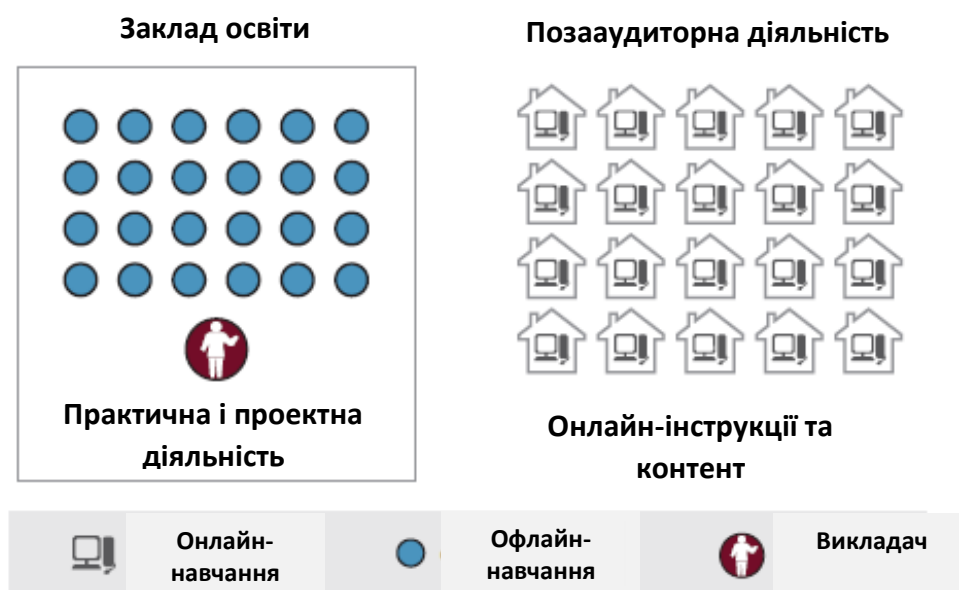 Заклад освіти
Позааудиторна діяльність
Практична і проектна
діяльність
Онлайн-інструкції та
контент
Онлайн-
навчання
Офлайн-
навчання
Викладач